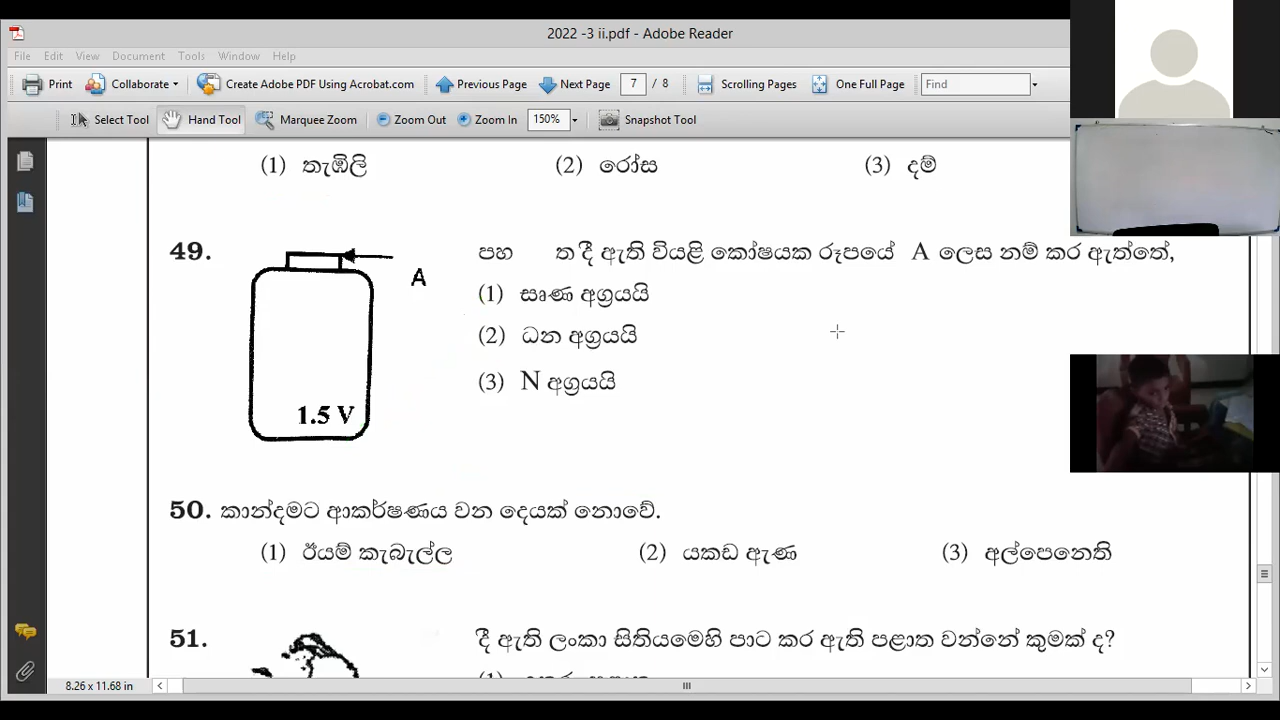 2022 -3 ii.pdf - Adobe Reader
File Edit View Document Tools Window Help
Print Collaborate Create Adobe PDF Using Acrobat.com Previous Page Next Page 7 / 8 Scrolling Pages One Full Page Find
Select Tool Hand Tool Marquee Zoom Zoom Out Zoom In 150% Snapshot Tool
(1) තැඹිලි (2) රෝස (3) දම්
49. පහ ත දී ඇති වියළි කෝෂයක රූපයේ A ලෙස නම් කර ඇත්තේ,
A
(1) ඍණ අග්‍රයයි
(2) ධන අග්‍රයයි
(3) N අග්‍රයයි
1.5 V
50. කාන්දමට ආකර්ෂණය වන දෙයක් නොවේ.
(1) ඊයම් කැබැල්ල (2) යකඩ ඇණ (3) අල්පෙනෙති
51. දී ඇති ලංකා සිතියමෙහි පාට කර ඇති පළාත වන්නේ කුමක් ද?
(1)
8.26 x 11.68 in